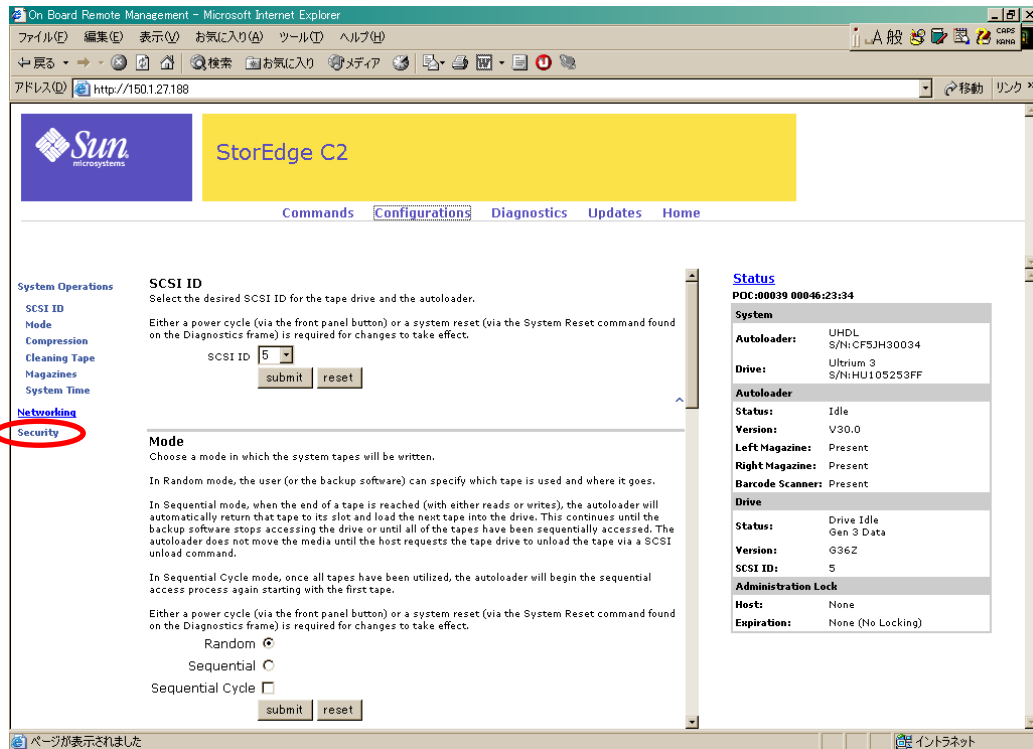 On Board Remote Management - Microsoft Internet Explorer
ファイル(F) 編集(E) 表示(V) お気に入り(A) ツール(T) ヘルプ(H)
A 般 CAPS KANA
戻る 検索 お気に入り メディア
アドレス(D) http://150.1.27.188 移動 リンク »
Sun microsystems
StorEdge C2
Commands Configurations Diagnostics Updates Home
System Operations
SCSI ID
Mode
Compression
Cleaning Tape
Magazines
System Time
Networking
Security
SCSI ID
Select the desired SCSI ID for the tape drive and the autoloader.
Either a power cycle (via the front panel button) or a system reset (via the System Reset command found
on the Diagnostics frame) is required for changes to take effect.
SCSI ID 5
submit reset
Mode
Choose a mode in which the system tapes will be written.
In Random mode, the user (or the backup software) can specify which tape is used and where it goes.
In Sequential mode, when the end of a tape is reached (with either reads or writes), the autoloader will
automatically return that tape to its slot and load the next tape into the drive. This continues until the
backup software stops accessing the drive or until all of the tapes have been sequentially accessed. The
autoloader does not move the media until the host requests the tape drive to unload the tape via a SCSI
unload command.
In Sequential Cycle mode, once all tapes have been utilized, the autoloader will begin the sequential
access process again starting with the first tape.
Either a power cycle (via the front panel button) or a system reset (via the System Reset command found
on the Diagnostics frame) is required for changes to take effect.
Random
Sequential
Sequential Cycle
submit reset
Status
POC:00039 00046:23:34
System
Autoloader: UHDL
S/N:CF5JH30034
Drive: Ultrium 3
S/N:HU105253FF
Autoloader
Status: Idle
Version: V30.0
Left Magazine: Present
Right Magazine: Present
Barcode Scanner: Present
Drive
Status: Drive Idle
Gen 3 Data
Version: G36Z
SCSI ID: 5
Administration Lock
Host: None
Expiration: None (No Locking)
ページが表示されました イントラネット